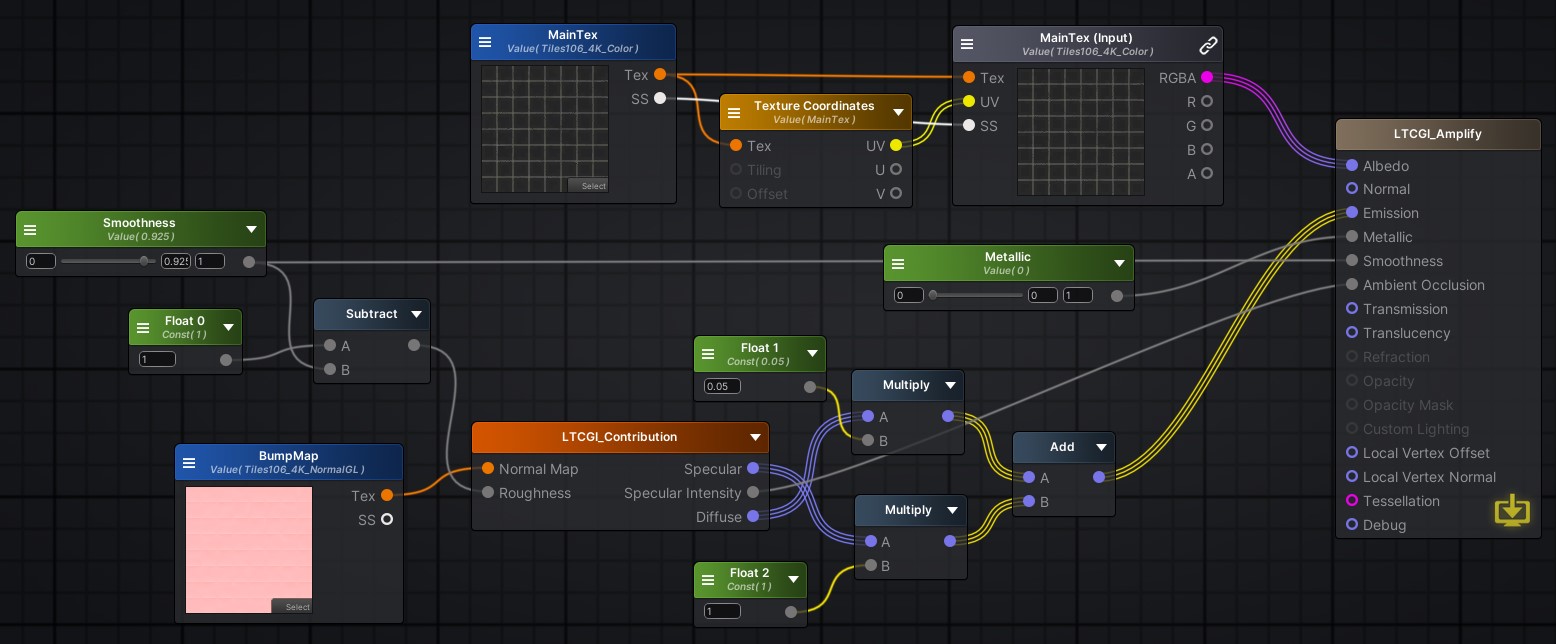 MainTex
Value( Tiles106_4K_Color )
Tex
SS
Select
Texture Coordinates
Value( MainTex )
Tex
UV
Tiling
U
Offset
V
MainTex (Input)
Value( Tiles106_4K_Color )
Tex
RGBA
UV
R
SS
G
B
A
LTCGI_Amplify
Albedo
Normal
Emission
Metallic
Smoothness
Ambient Occlusion
Transmission
Translucency
Refraction
Opacity
Opacity Mask
Custom Lighting
Local Vertex Offset
Local Vertex Normal
Tessellation
Debug
Smoothness
Value( 0.925 )
0
0.925
1
Metallic
Value( 0 )
0
0
1
Float 0
Const( 1 )
1
Subtract
A
B
Float 1
Const( 0.05 )
0.05
Multiply
A
B
LTCGI_Contribution
Normal Map
Specular
Roughness
Specular Intensity
Diffuse
Add
A
B
BumpMap
Value( Tiles106_4K_NormalGL )
Tex
SS
Select
Multiply
A
B
Float 2
Const( 1 )
1